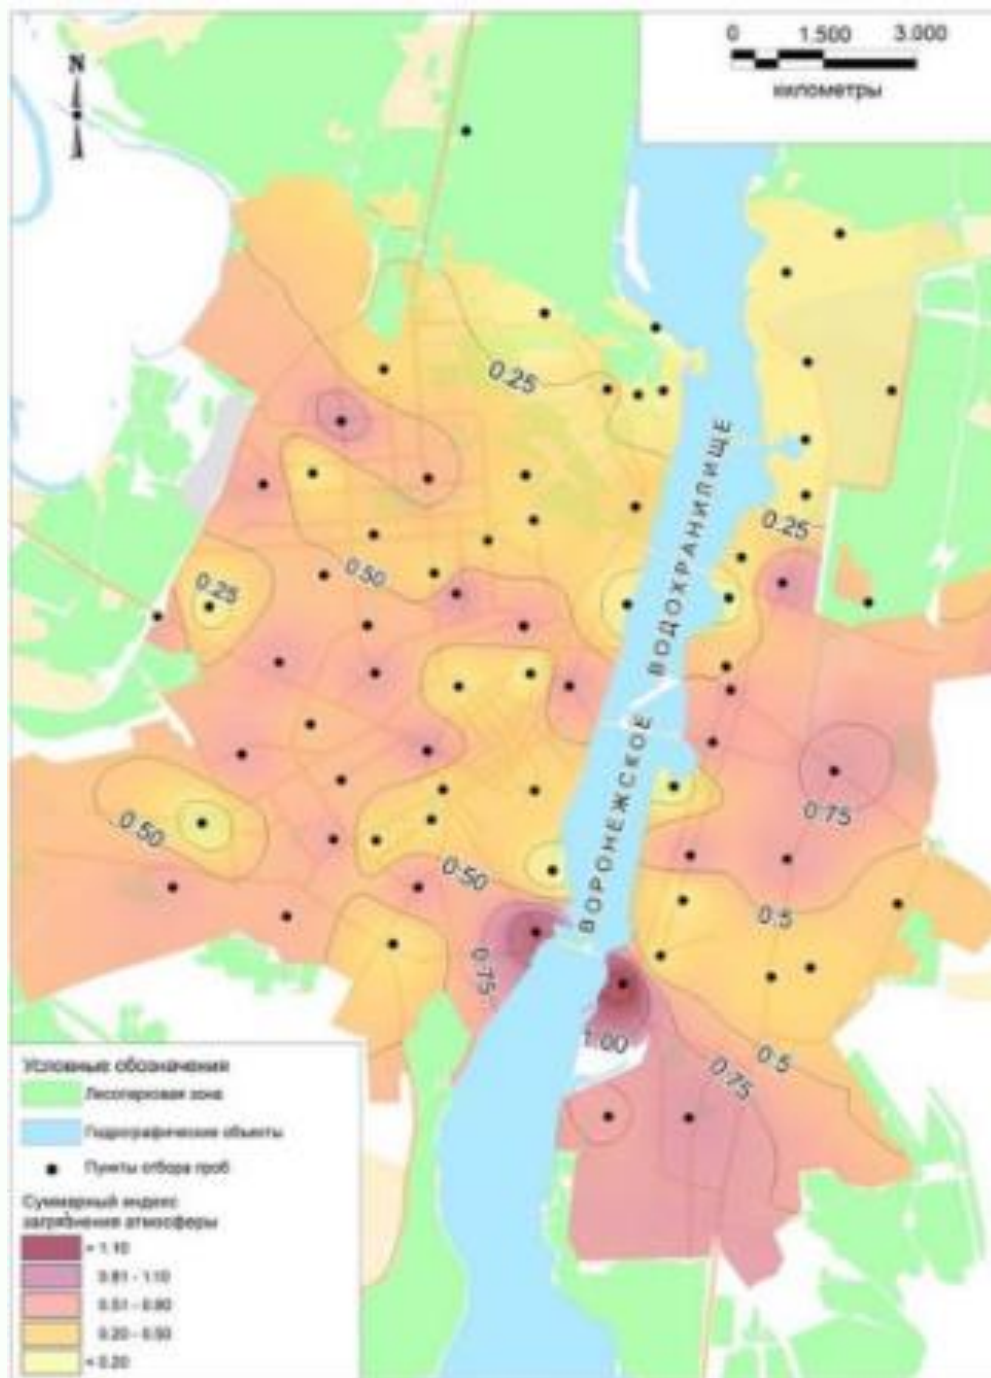 0 1.500 3.000
километры
N
0.25
0.25
0.50
0.25
0.75
0.50
0.50
0.5
0.75
1.00
0.5
0.75
ВОРОНЕЖСКОЕ ВОДОХРАНИЛИЩЕ
Условные обозначения
Лесопарковая зона
Гидрографические объекты
Пункты отбора проб
Суммарный индекс
загрязнения атмосферы
> 1.10
0.81 - 1.10
0.51 - 0.80
0.20 - 0.50
< 0.20